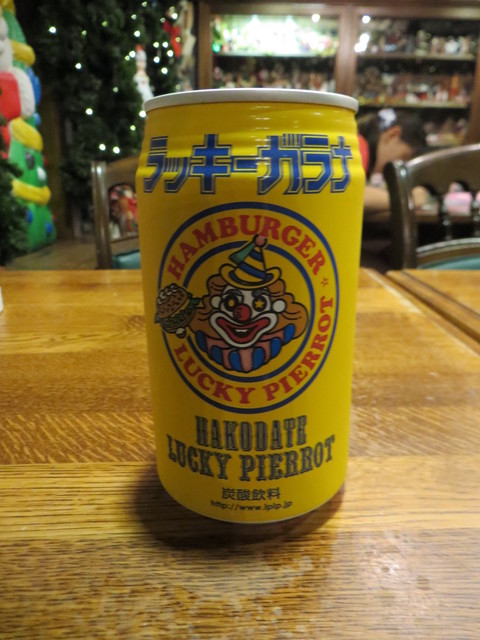 ラッキーガラナ
HAMBURGER
LUCKY PIERROT
HAKODATE
LUCKY PIERROT
炭酸飲料
http://www.lplp.jp